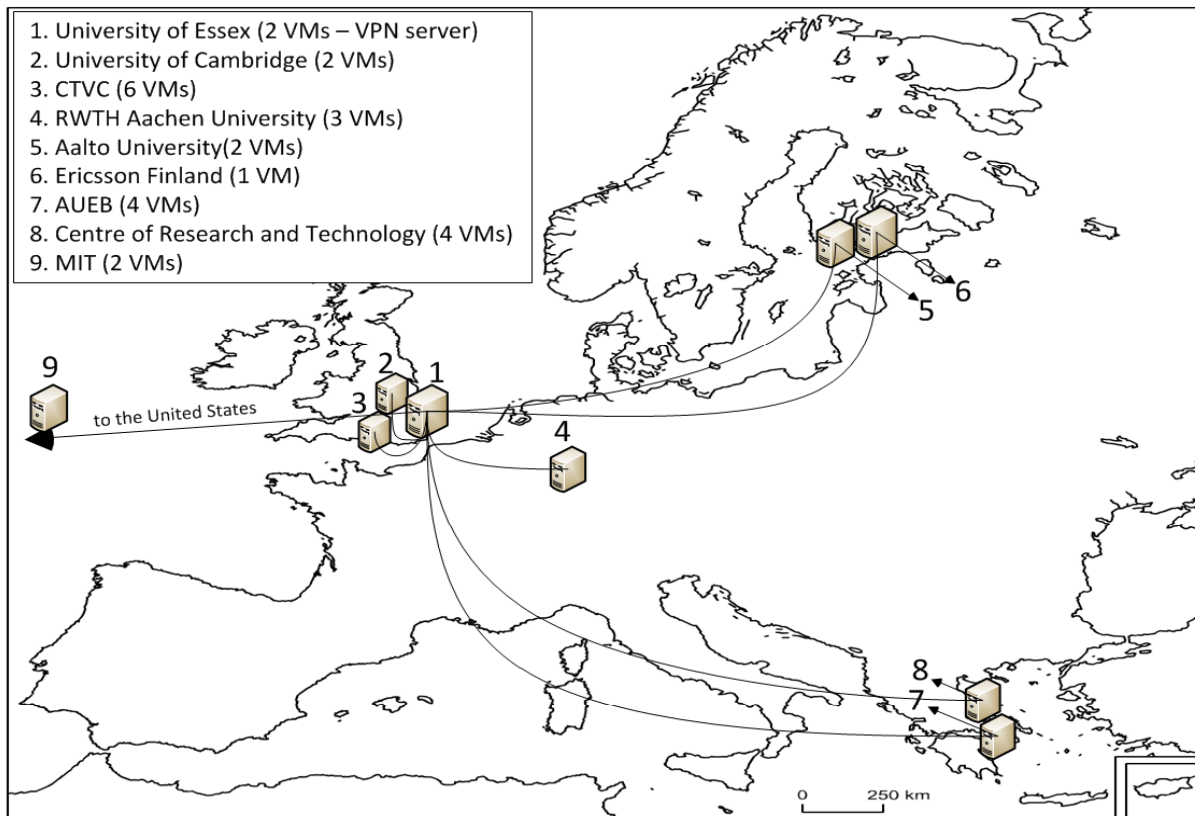 1. University of Essex (2 VMs – VPN server)
2. University of Cambridge (2 VMs)
3. CTVC (6 VMs)
4. RWTH Aachen University (3 VMs)
5. Aalto University(2 VMs)
6. Ericsson Finland (1 VM)
7. AUEB (4 VMs)
8. Centre of Research and Technology (4 VMs)
9. MIT (2 VMs)
5
6
9
2
1
to the United States
3
4
8
7
0 250 km